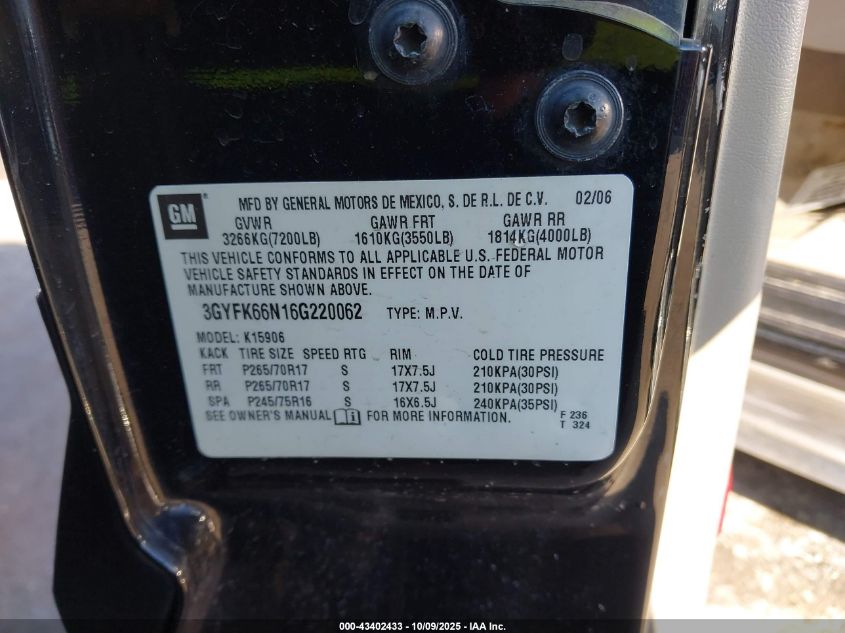 GM
MFD BY GENERAL MOTORS DE MEXICO, S. DE R.L. DE C.V. 02/06
GVWR GAWR FRT GAWR RR
3266KG(7200LB) 1610KG(3550LB) 1814KG(4000LB)
THIS VEHICLE CONFORMS TO ALL APPLICABLE U.S. FEDERAL MOTOR
VEHICLE SAFETY STANDARDS IN EFFECT ON THE DATE OF
MANUFACTURE SHOWN ABOVE.
3GYFK66N16G220062 TYPE: M.P.V.
MODEL: K15906
KACK TIRE SIZE SPEED RTG RIM COLD TIRE PRESSURE
FRT P265/70R17 S 17X7.5J 210KPA(30PSI)
RR P265/70R17 S 17X7.5J 210KPA(30PSI)
SPA P245/75R16 S 16X6.5J 240KPA(35PSI)
SEE OWNER'S MANUAL FOR MORE INFORMATION.
F 236
T 324
000-43402433 - 10/09/2025 - IAA Inc.